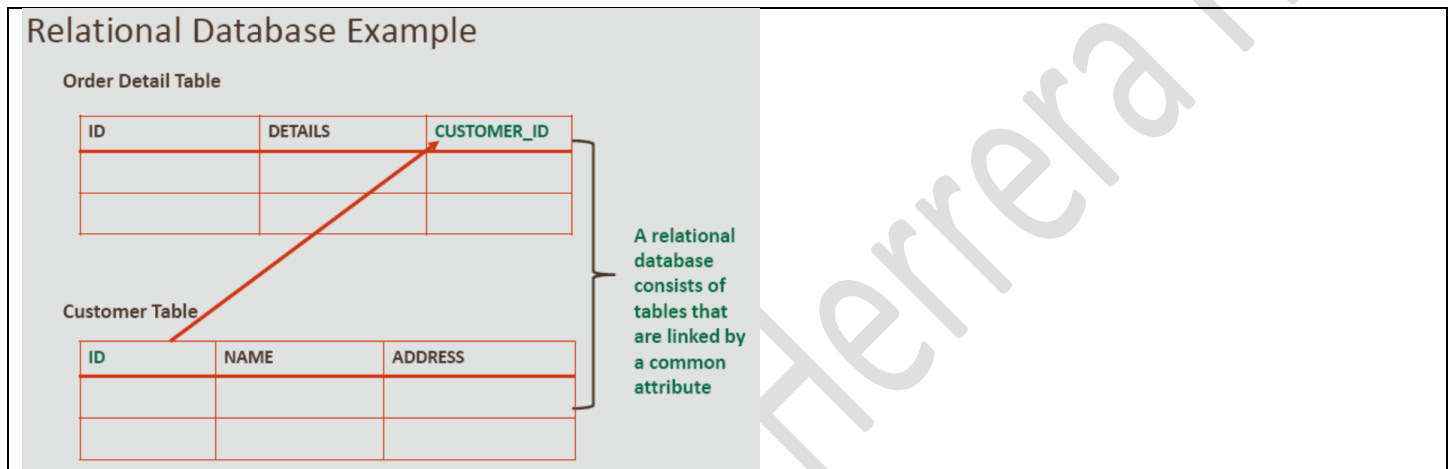 Relational Database Example
Order Detail Table
ID DETAILS CUSTOMER_ID
A relational
database
consists of
tables that
are linked by
a common
attribute
Customer Table
ID NAME ADDRESS
Herrera